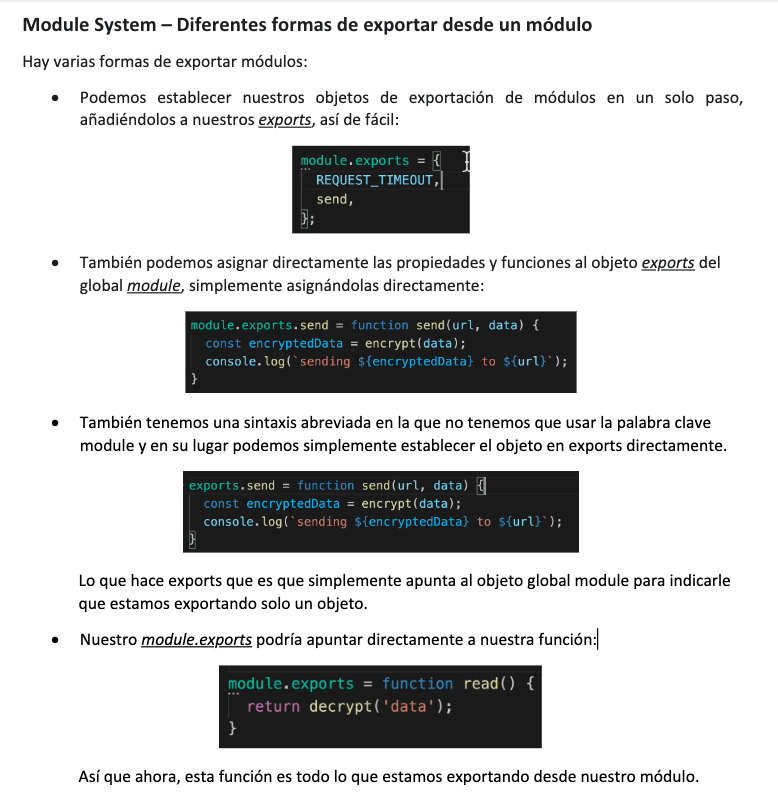 Module System – Diferentes formas de exportar desde un módulo
Hay varias formas de exportar módulos:
• Podemos establecer nuestros objetos de exportación de módulos en un solo paso,
añadiéndolos a nuestros exports, así de fácil:
module.exports = {
REQUEST_TIMEOUT,
send,
};
• También podemos asignar directamente las propiedades y funciones al objeto exports del
global module, simplemente asignándolas directamente:
module.exports.send = function send(url, data) {
const encryptedData = encrypt(data);
console.log(`sending ${encryptedData} to ${url}`);
}
• También tenemos una sintaxis abreviada en la que no tenemos que usar la palabra clave
module y en su lugar podemos simplemente establecer el objeto en exports directamente.
exports.send = function send(url, data) {
const encryptedData = encrypt(data);
console.log(`sending ${encryptedData} to ${url}`);
}
Lo que hace exports que es que simplemente apunta al objeto global module para indicarle
que estamos exportando solo un objeto.
• Nuestro module.exports podría apuntar directamente a nuestra función:
module.exports = function read() {
return decrypt('data');
}
Así que ahora, esta función es todo lo que estamos exportando desde nuestro módulo.